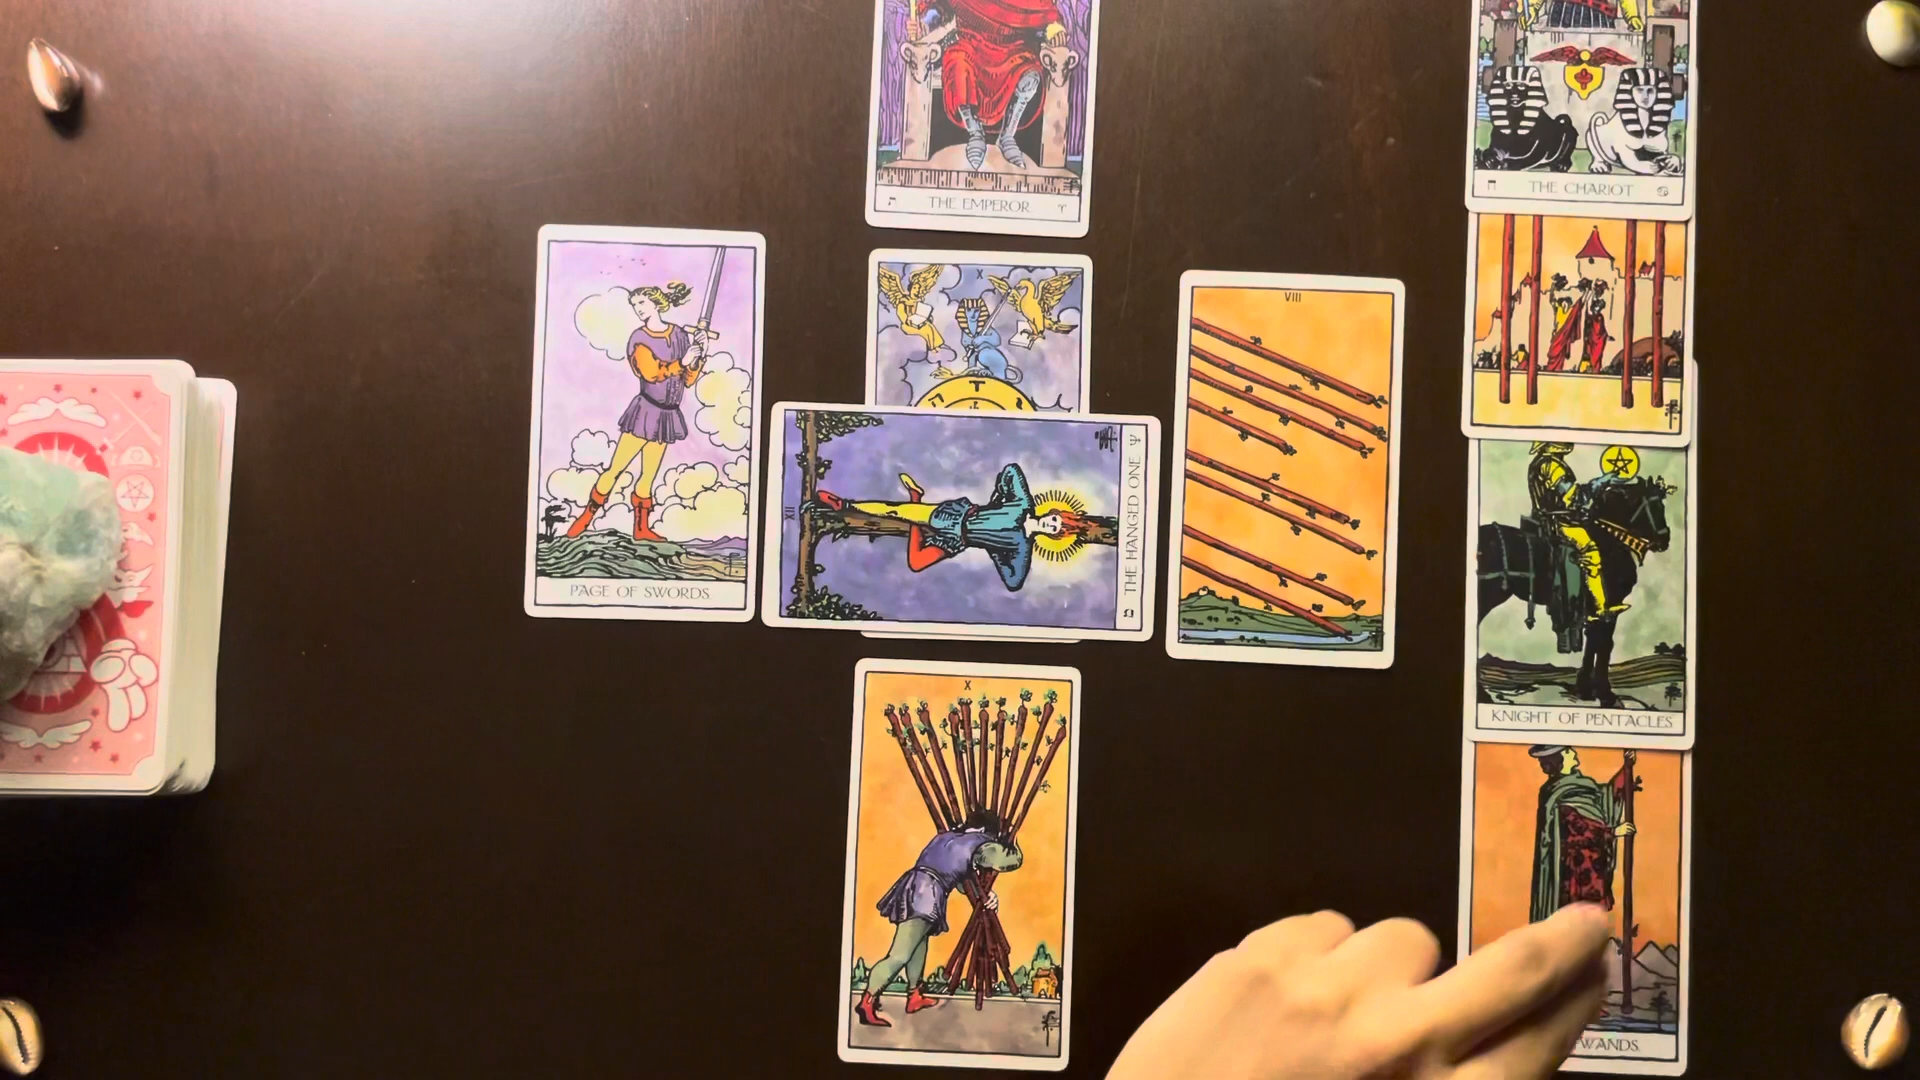 THE EMPEROR
THE CHARIOT
X
VIII
PAGE OF SWORDS
XII
THE HANGED ONE
KNIGHT OF PENTACLES
X
WANDS